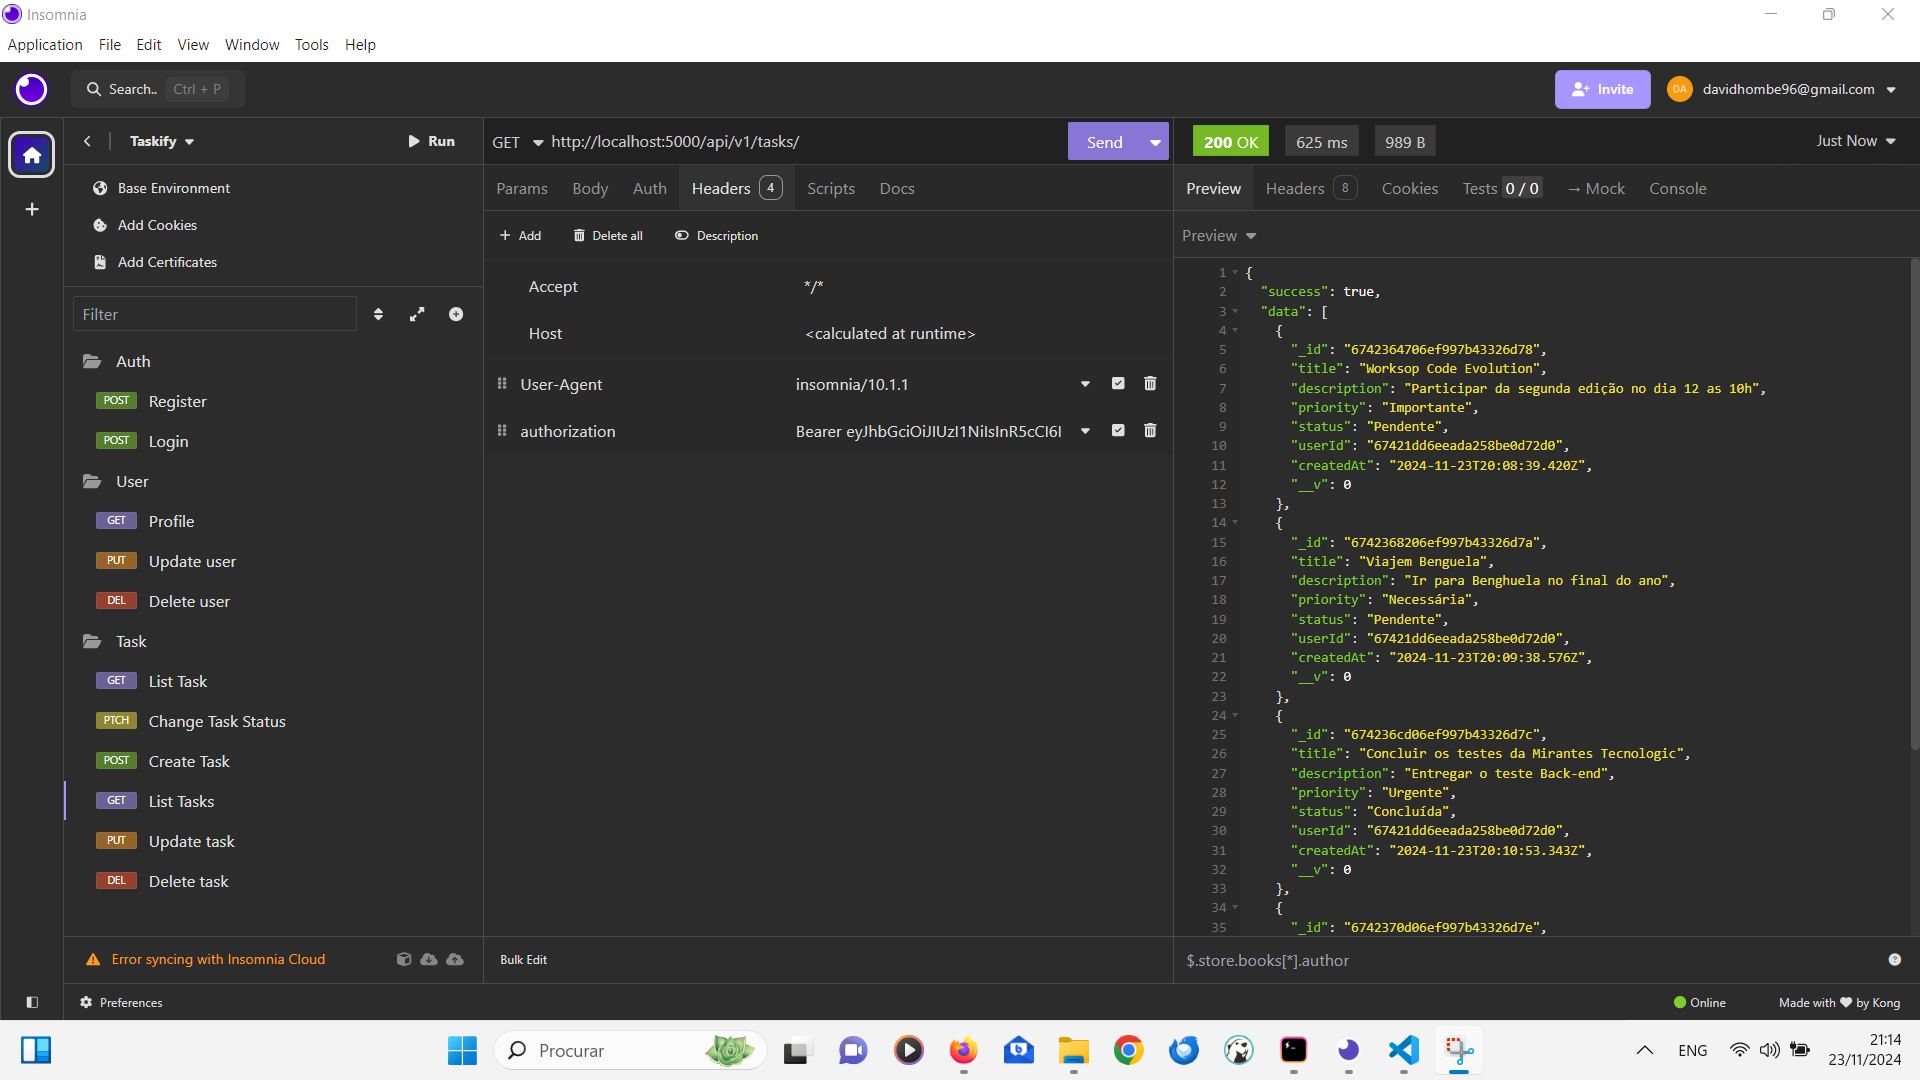 Insomnia
Application File Edit View Window Tools Help
Search.. Ctrl + P
Invite
DA davidhombe96@gmail.com
Taskify
Run
Base Environment
Add Cookies
Add Certificates
Filter
Auth
POST Register
POST Login
User
GET Profile
PUT Update user
DEL Delete user
Task
GET List Task
PTCH Change Task Status
POST Create Task
GET List Tasks
PUT Update task
DEL Delete task
Error syncing with Insomnia Cloud
Preferences
GET http://localhost:5000/api/v1/tasks/ Send
Params Body Auth Headers 4 Scripts Docs
Add Delete all Description
Accept */*
Host <calculated at runtime>
User-Agent insomnia/10.1.1
authorization Bearer eyJhbGciOiJIUzI1NiIsInR5cCI6I
Bulk Edit
200 OK 625 ms 989 B Just Now
Preview Headers 8 Cookies Tests 0 / 0 → Mock Console
Preview
1 {
2 "success": true,
3 "data": [
4 {
5 "_id": "6742364706ef997b43326d78",
6 "title": "Worksop Code Evolution",
7 "description": "Participar da segunda edição no dia 12 as 10h",
8 "priority": "Importante",
9 "status": "Pendente",
10 "userId": "67421dd6eeada258be0d72d0",
11 "createdAt": "2024-11-23T20:08:39.420Z",
12 "__v": 0
13 },
14 {
15 "_id": "6742368206ef997b43326d7a",
16 "title": "Viajem Benguela",
17 "description": "Ir para Benghuela no final do ano",
18 "priority": "Necessária",
19 "status": "Pendente",
20 "userId": "67421dd6eeada258be0d72d0",
21 "createdAt": "2024-11-23T20:09:38.576Z",
22 "__v": 0
23 },
24 {
25 "_id": "674236cd06ef997b43326d7c",
26 "title": "Concluir os testes da Mirantes Tecnologic",
27 "description": "Entregar o teste Back-end",
28 "priority": "Urgente",
29 "status": "Concluída",
30 "userId": "67421dd6eeada258be0d72d0",
31 "createdAt": "2024-11-23T20:10:53.343Z",
32 "__v": 0
33 },
34 {
35 "_id": "6742370d06ef997b43326d7e",
$.store.books[*].author
Online
Made with ♥ by Kong
Procurar
ENG
21:14
23/11/2024